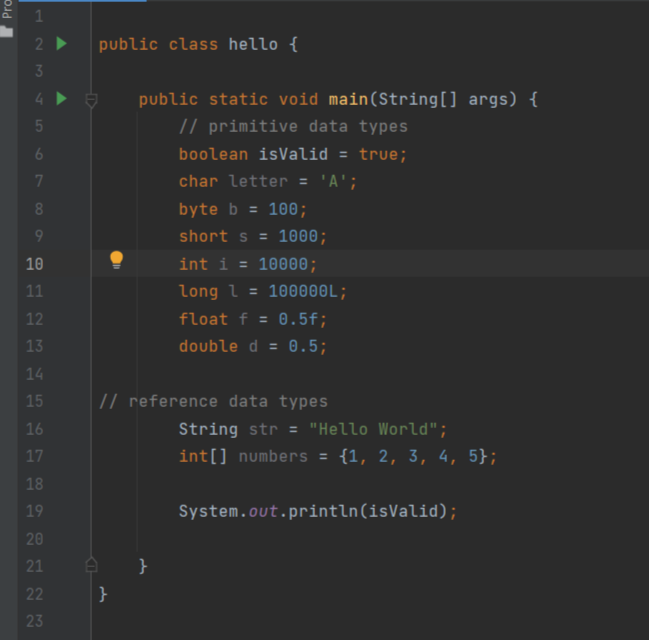 Pro
1
2 public class hello {
3
4 public static void main(String[] args) {
5 // primitive data types
6 boolean isValid = true;
7 char letter = 'A';
8 byte b = 100;
9 short s = 1000;
10 int i = 10000;
11 long l = 100000L;
12 float f = 0.5f;
13 double d = 0.5;
14
15 // reference data types
16 String str = "Hello World";
17 int[] numbers = {1, 2, 3, 4, 5};
18
19 System.out.println(isValid);
20
21 }
22 }
23